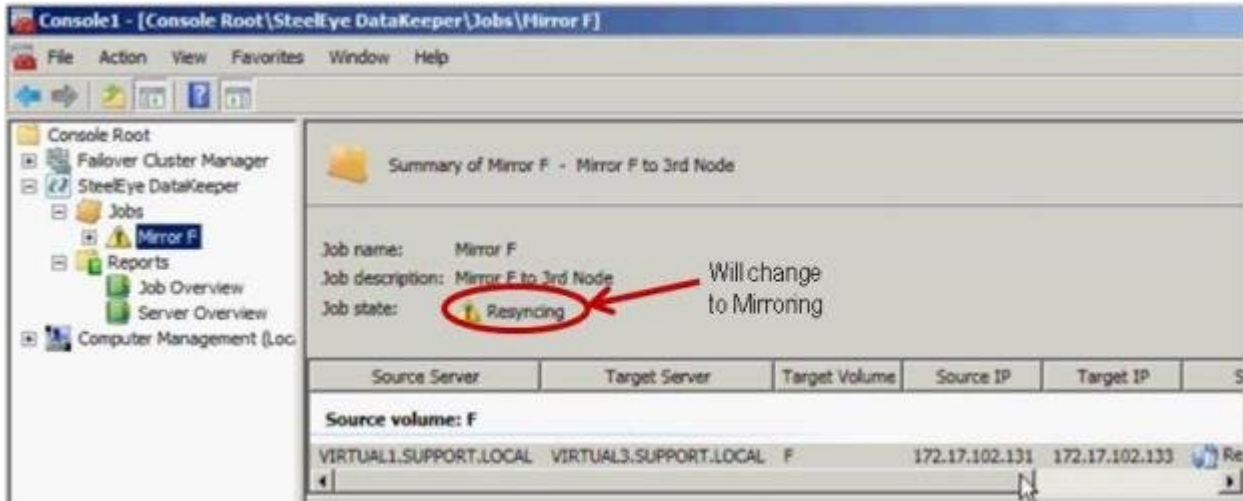 Console1 - [Console Root\SteelEye DataKeeper\Jobs\Mirror F]
File Action View Favorites Window Help
Console Root
Failover Cluster Manager
SteelEye DataKeeper
Jobs
Mirror F
Reports
Job Overview
Server Overview
Computer Management (Loc
Summary of Mirror F - Mirror F to 3rd Node
Job name: Mirror F
Job description: Mirror F to 3rd Node
Job state: Resyncing
Will change
to Mirroring
Source Server Target Server Target Volume Source IP Target IP S
Source volume: F
VIRTUAL1.SUPPORT.LOCAL VIRTUAL3.SUPPORT.LOCAL F 172.17.102.131 172.17.102.133 Re